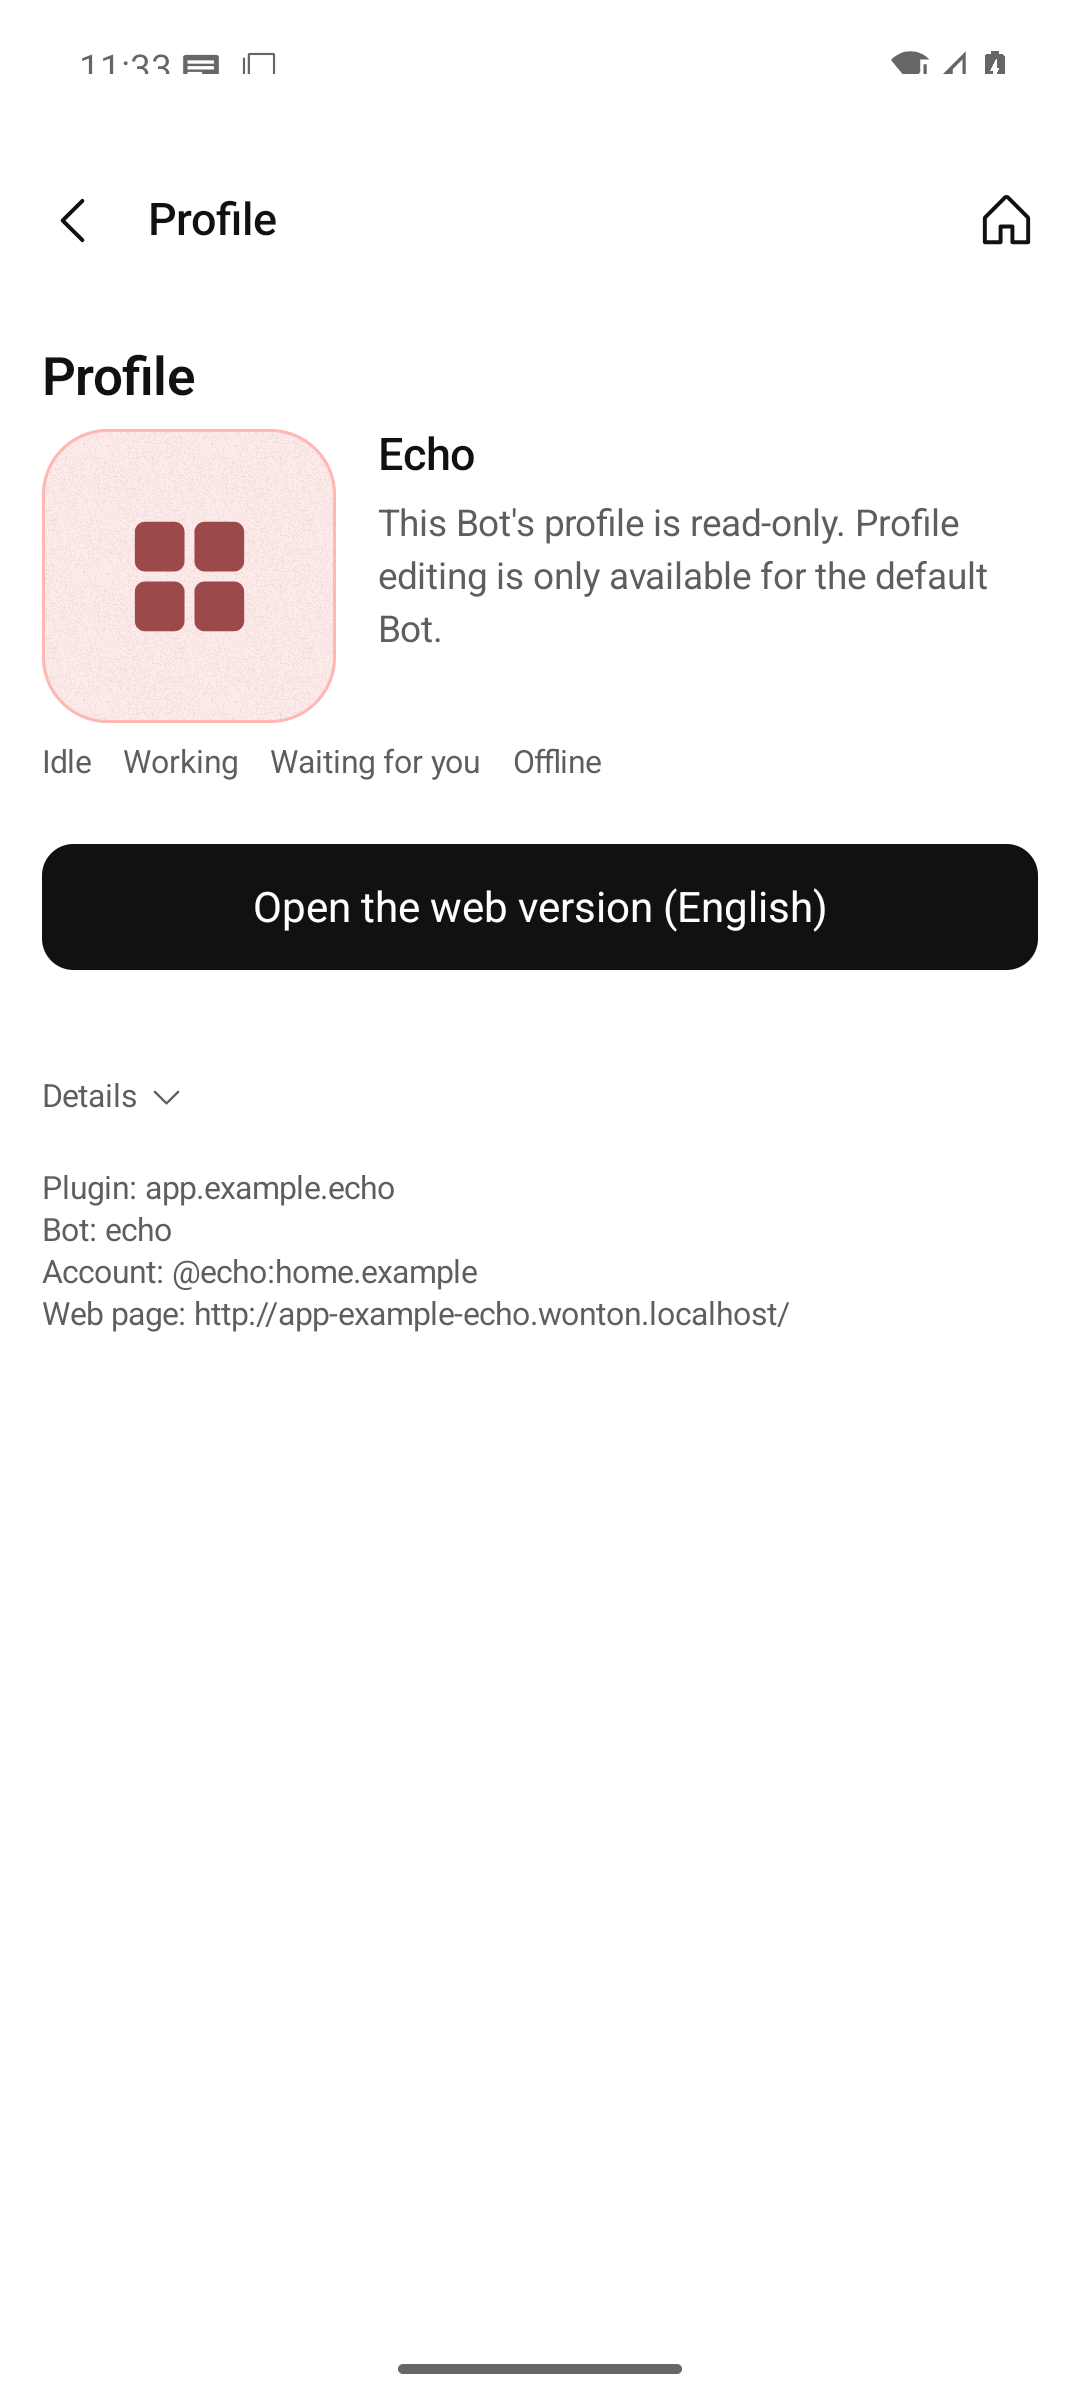 11:33
Profile
Profile
Echo
This Bot's profile is read-only. Profile
editing is only available for the default
Bot.
Idle Working Waiting for you Offline
Open the web version (English)
Details
Plugin: app.example.echo
Bot: echo
Account: @echo:home.example
Web page: http://app-example-echo.wonton.localhost/